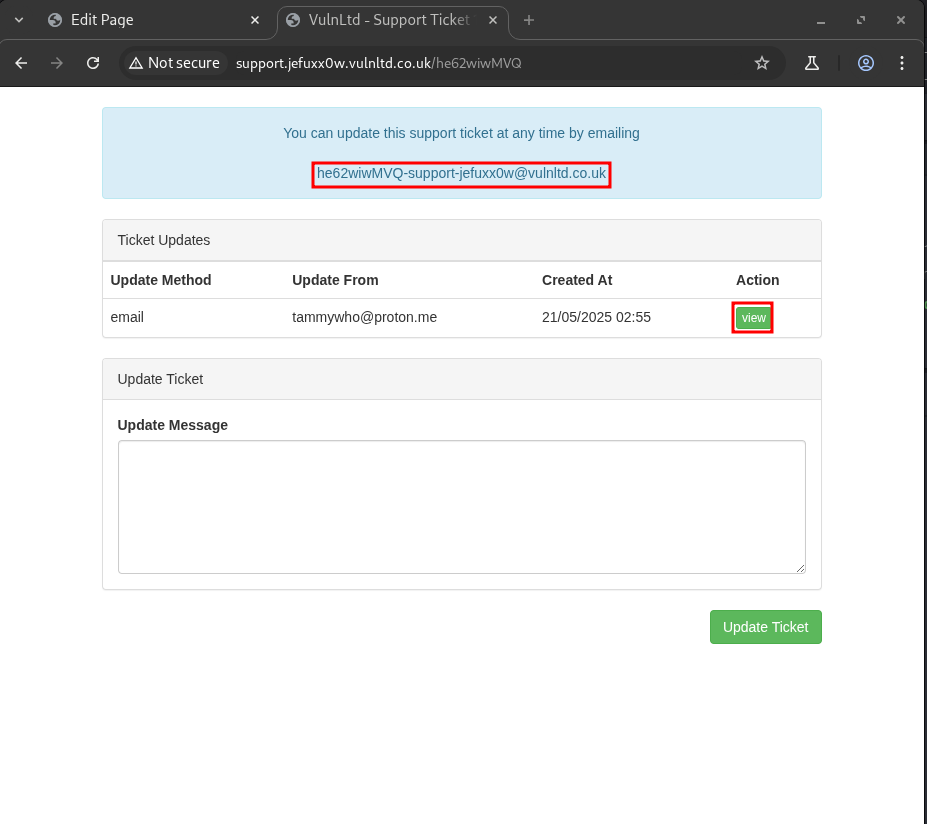 Edit Page
VulnLtd - Support Ticket
Not secure support.jefuxx0w.vulnltd.co.uk/he62wiwMVQ
You can update this support ticket at any time by emailing
he62wiwMVQ-support-jefuxx0w@vulnltd.co.uk
Ticket Updates
Update Method Update From Created At Action
email tammywho@proton.me 21/05/2025 02:55 view
Update Ticket
Update Message
Update Ticket